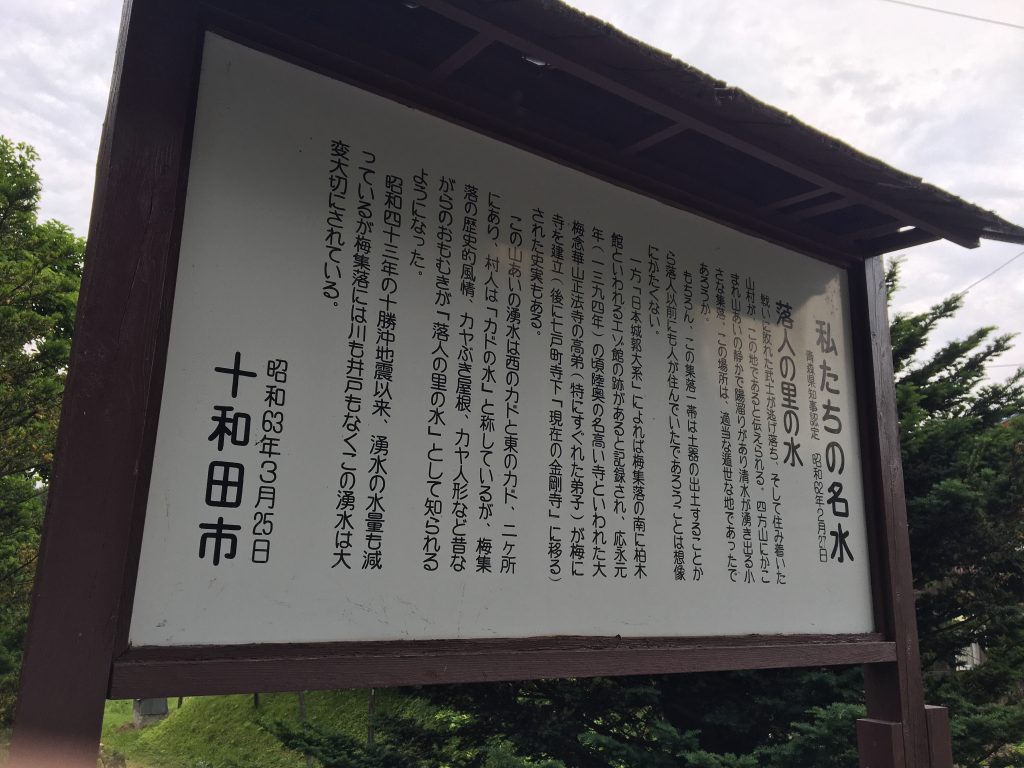 私たちの名水
青森県知事認定 昭和62年2月23日
落人の里の水
戦いに敗れた武士が逃げ落ち、そして住み着いた
山村が、この地であると伝えられる。四方山にかこ
まれ山あいの静かで陽溜りがあり清水が湧き出る小
さな集落。この場所は、適当な遁世な地であったで
あろうか。
もちろん、この集落一帯は土器の出土することか
ら落人以前にも人が住んでいたであろうことは想像
にかたくない。
一方「日本城郭大系」によれば梅集落の南に柏木
館といわれるエゾ館の跡があると記録され、応永元
年(一三九四年)の頃陸奥の名高い寺といわれた大
梅念華山正法寺の高弟(特にすぐれた弟子)が梅に
寺を建立(後に七戸町寺下「現在の金剛寺」に移る)
された史実もある。
この山あいの湧水は西のカドと東のカド、二ヶ所
にあり、村人は「カドの水」と称しているが、梅集
落の歴史的風情、カヤぶき屋根、カヤ人形など昔な
がらのおもむきが「落人の里の水」として知られる
ようになった。
昭和四十三年の十勝沖地震以来、湧水の水量も減
っているが梅集落には川も井戸もなくこの湧水は大
変大切にされている。
昭和63年3月25日
十和田市